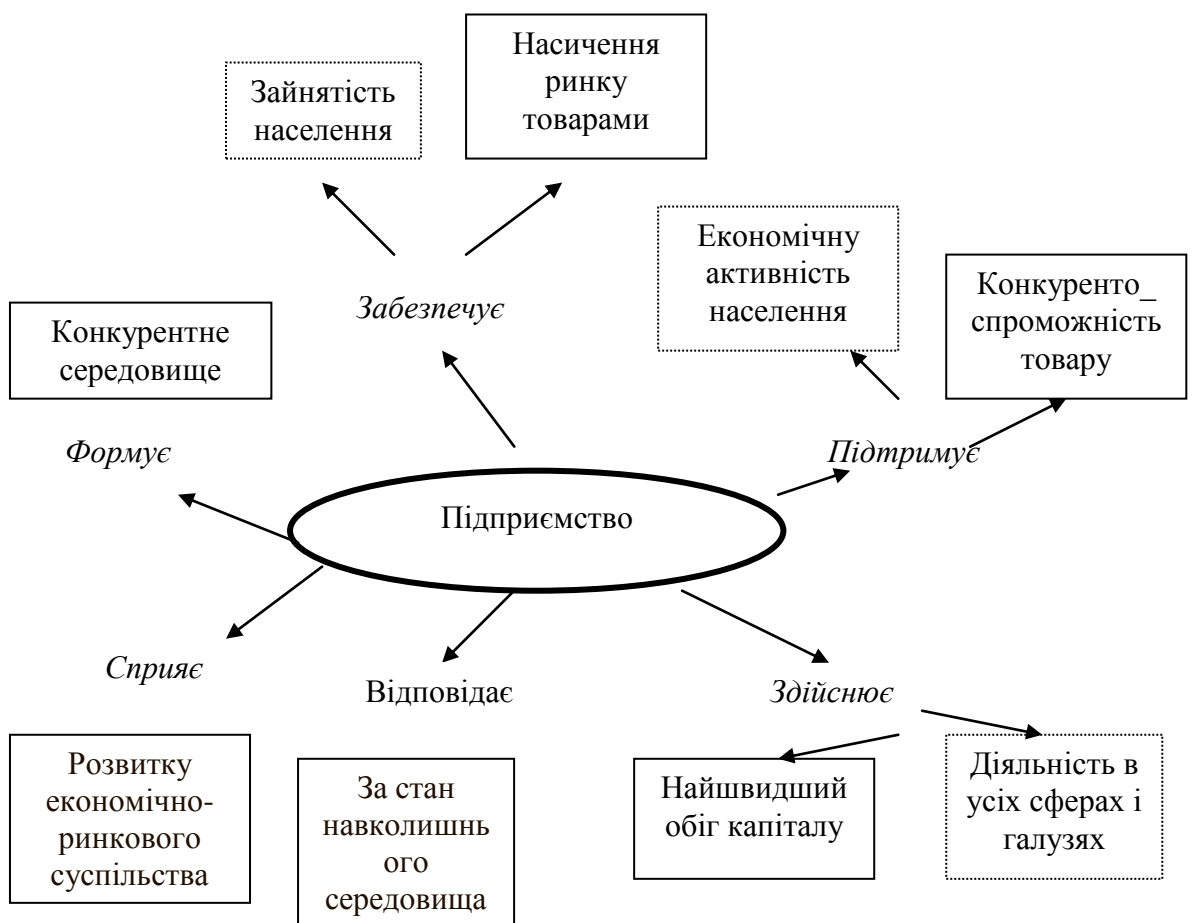 Насичення
ринку
товарами
Зайнятість
населення
Економічну
активність
населення
Конкуренто_
спроможність
товару
Забезпечує
Конкурентне
середовище
Формує
Підтримує
Підприємство
Сприяє
Відповідає
Здійснює
Розвитку
економічно-
ринкового
суспільства
За стан
навколишнь
ого
середовища
Найшвидший
обіг капіталу
Діяльність в
усіх сферах і
галузях